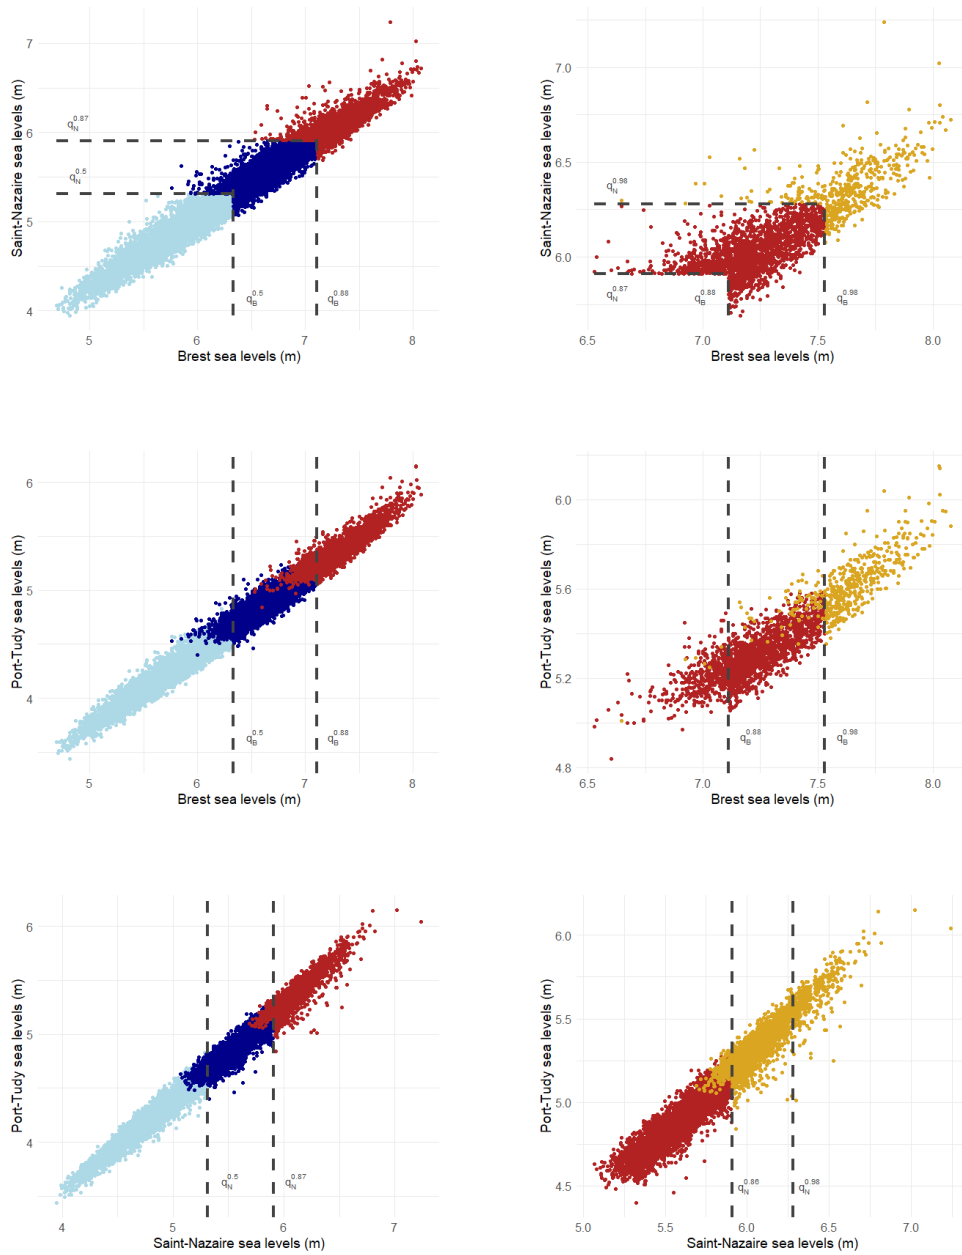 7
6
5
4
q_N^0.87
q_N^0.5
q_B^0.5
q_B^0.88
5
6
7
8
Brest sea levels (m)
Saint-Nazaire sea levels (m)
7.0
6.5
6.0
q_N^0.98
q_N^0.87
q_B^0.88
q_B^0.98
6.5
7.0
7.5
8.0
Brest sea levels (m)
Saint-Nazaire sea levels (m)
6
5
4
q_B^0.5
q_B^0.88
5
6
7
8
Brest sea levels (m)
Port-Tudy sea levels (m)
6.0
5.6
5.2
4.8
q_B^0.88
q_B^0.98
6.5
7.0
7.5
8.0
Brest sea levels (m)
Port-Tudy sea levels (m)
6
5
4
q_N^0.5
q_N^0.87
4
5
6
7
Saint-Nazaire sea levels (m)
Port-Tudy sea levels (m)
6.0
5.5
5.0
4.5
q_N^0.86
q_N^0.98
5.0
5.5
6.0
6.5
7.0
Saint-Nazaire sea levels (m)
Port-Tudy sea levels (m)